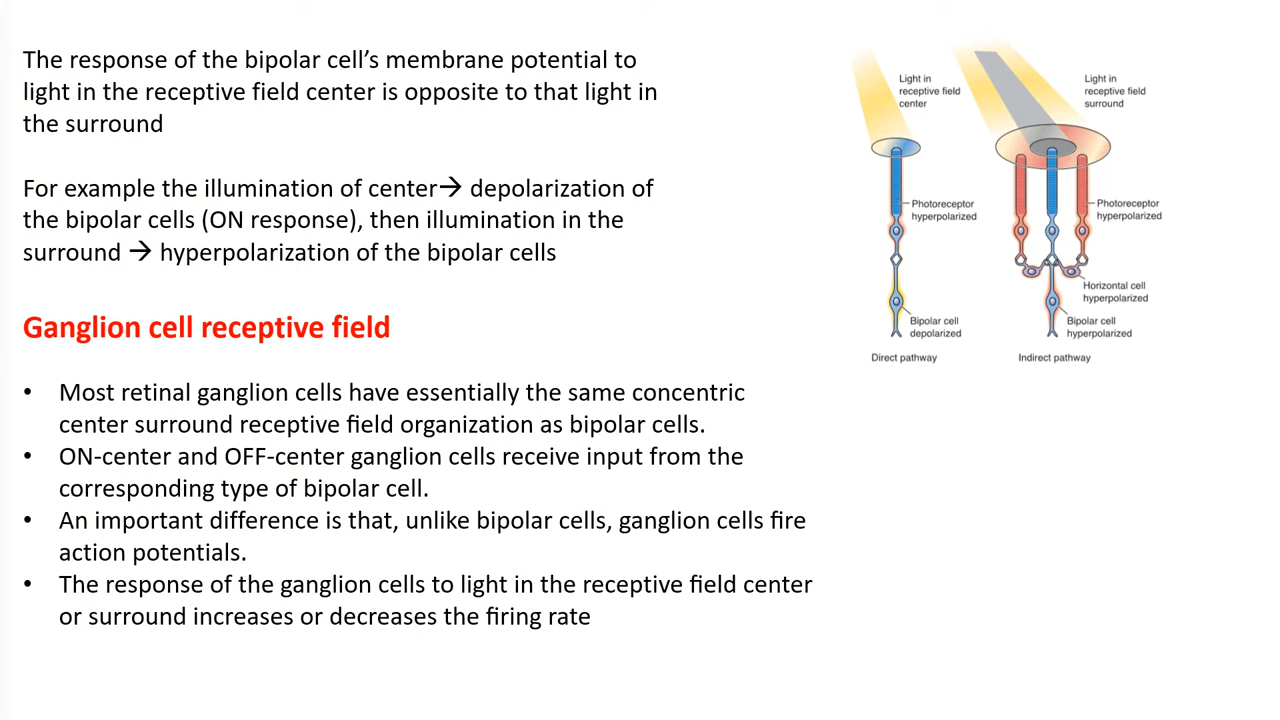 The response of the bipolar cell’s membrane potential to
light in the receptive field center is opposite to that light in
the surround
For example the illumination of center→ depolarization of
the bipolar cells (ON response), then illumination in the
surround → hyperpolarization of the bipolar cells
Ganglion cell receptive field
• Most retinal ganglion cells have essentially the same concentric
center surround receptive field organization as bipolar cells.
• ON-center and OFF-center ganglion cells receive input from the
corresponding type of bipolar cell.
• An important difference is that, unlike bipolar cells, ganglion cells fire
action potentials.
• The response of the ganglion cells to light in the receptive field center
or surround increases or decreases the firing rate
Light in
receptive field
center
Photoreceptor
hyperpolarized
Bipolar cell
depolarized
Direct pathway
Light in
receptive field
surround
Photoreceptor
hyperpolarized
Horizontal cell
hyperpolarized
Bipolar cell
hyperpolarized
Indirect pathway